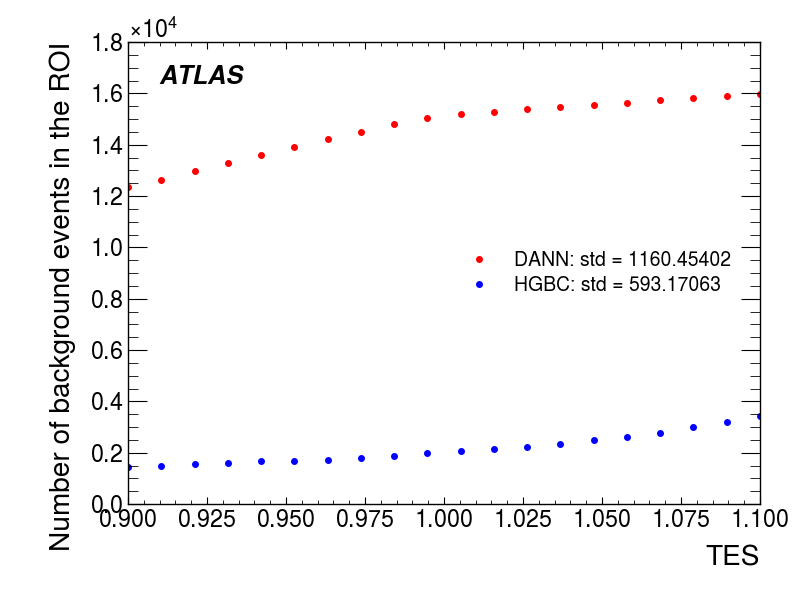 ×10⁴
1.8
ATLAS
1.6
1.4
1.2
1.0
0.8
0.6
0.4
0.2
0.0
Number of background events in the ROI
DANN: std = 1160.45402
HGBC: std = 593.17063
0.900 0.925 0.950 0.975 1.000 1.025 1.050 1.075 1.100
TES